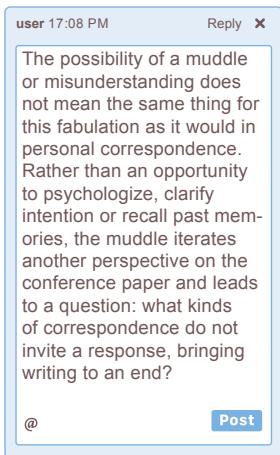 user 17:08 PM Reply ×
The possibility of a muddle
or misunderstanding does
not mean the same thing for
this fabulation as it would in
personal correspondence.
Rather than an opportunity
to psychologize, clarify
intention or recall past mem-
ories, the muddle iterates
another perspective on the
conference paper and leads
to a question: what kinds
of correspondence do not
invite a response, bringing
writing to an end?
@ Post